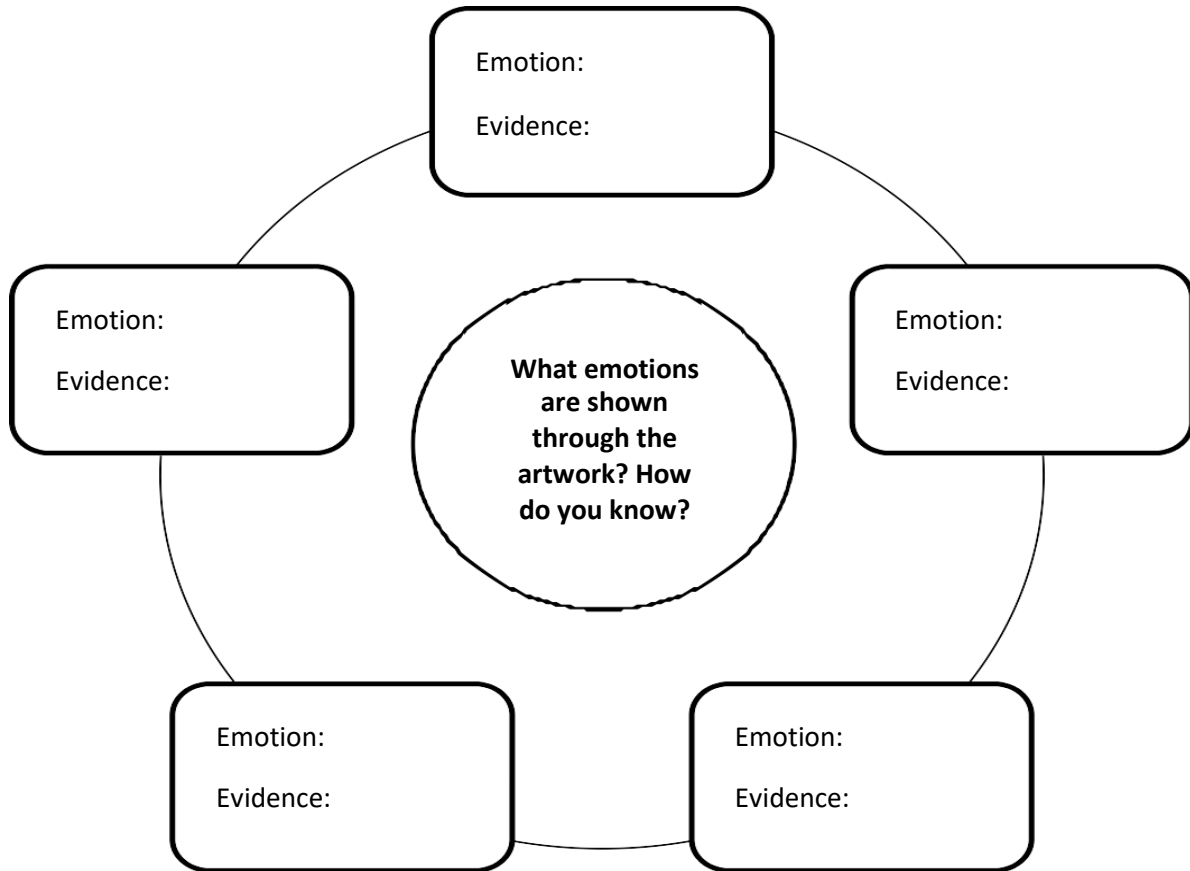 Emotion:
Evidence:
Emotion:
Evidence:
Emotion:
Evidence:
What emotions
are shown
through the
artwork? How
do you know?
Emotion:
Evidence:
Emotion:
Evidence: